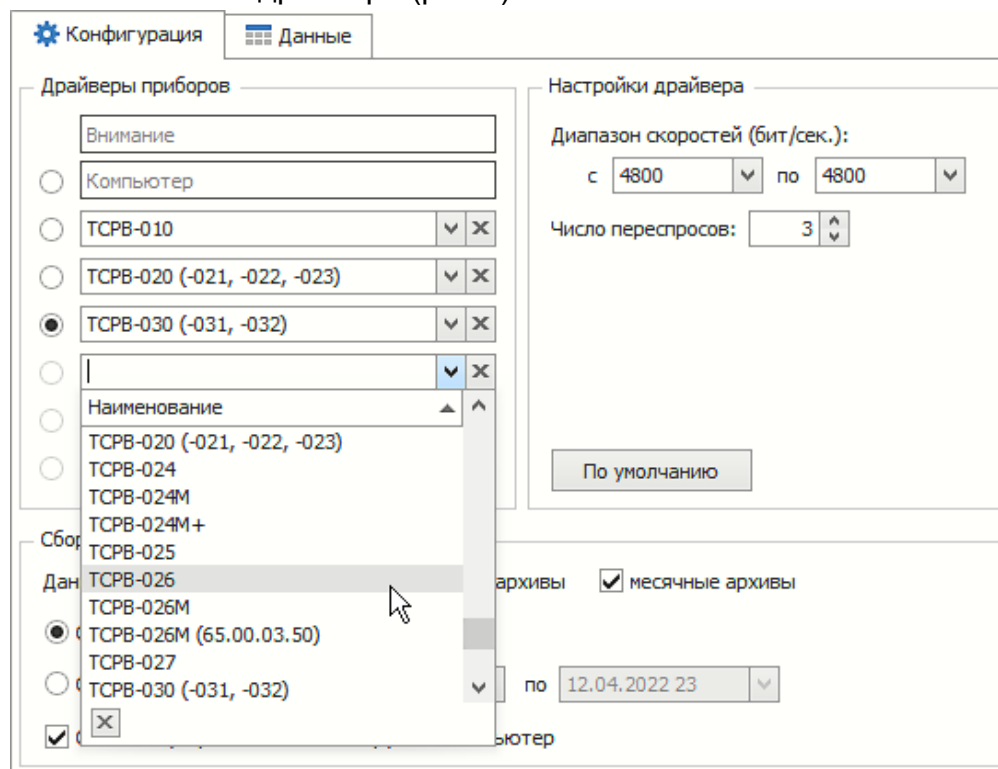 Конфигурация
Данные
Драйверы приборов
Внимание
Компьютер
ТСРВ-010
ТСРВ-020 (-021, -022, -023)
ТСРВ-030 (-031, -032)
Наименование
ТСРВ-020 (-021, -022, -023)
ТСРВ-024
ТСРВ-024М
ТСРВ-024М+
ТСРВ-025
ТСРВ-026
ТСРВ-026М
ТСРВ-026М (65.00.03.50)
ТСРВ-027
ТСРВ-030 (-031, -032)
Настройки драйвера
Диапазон скоростей (бит/сек.):
с 4800 по 4800
Число переспросов: 3
По умолчанию
архивы месячные архивы
по 12.04.2022 23